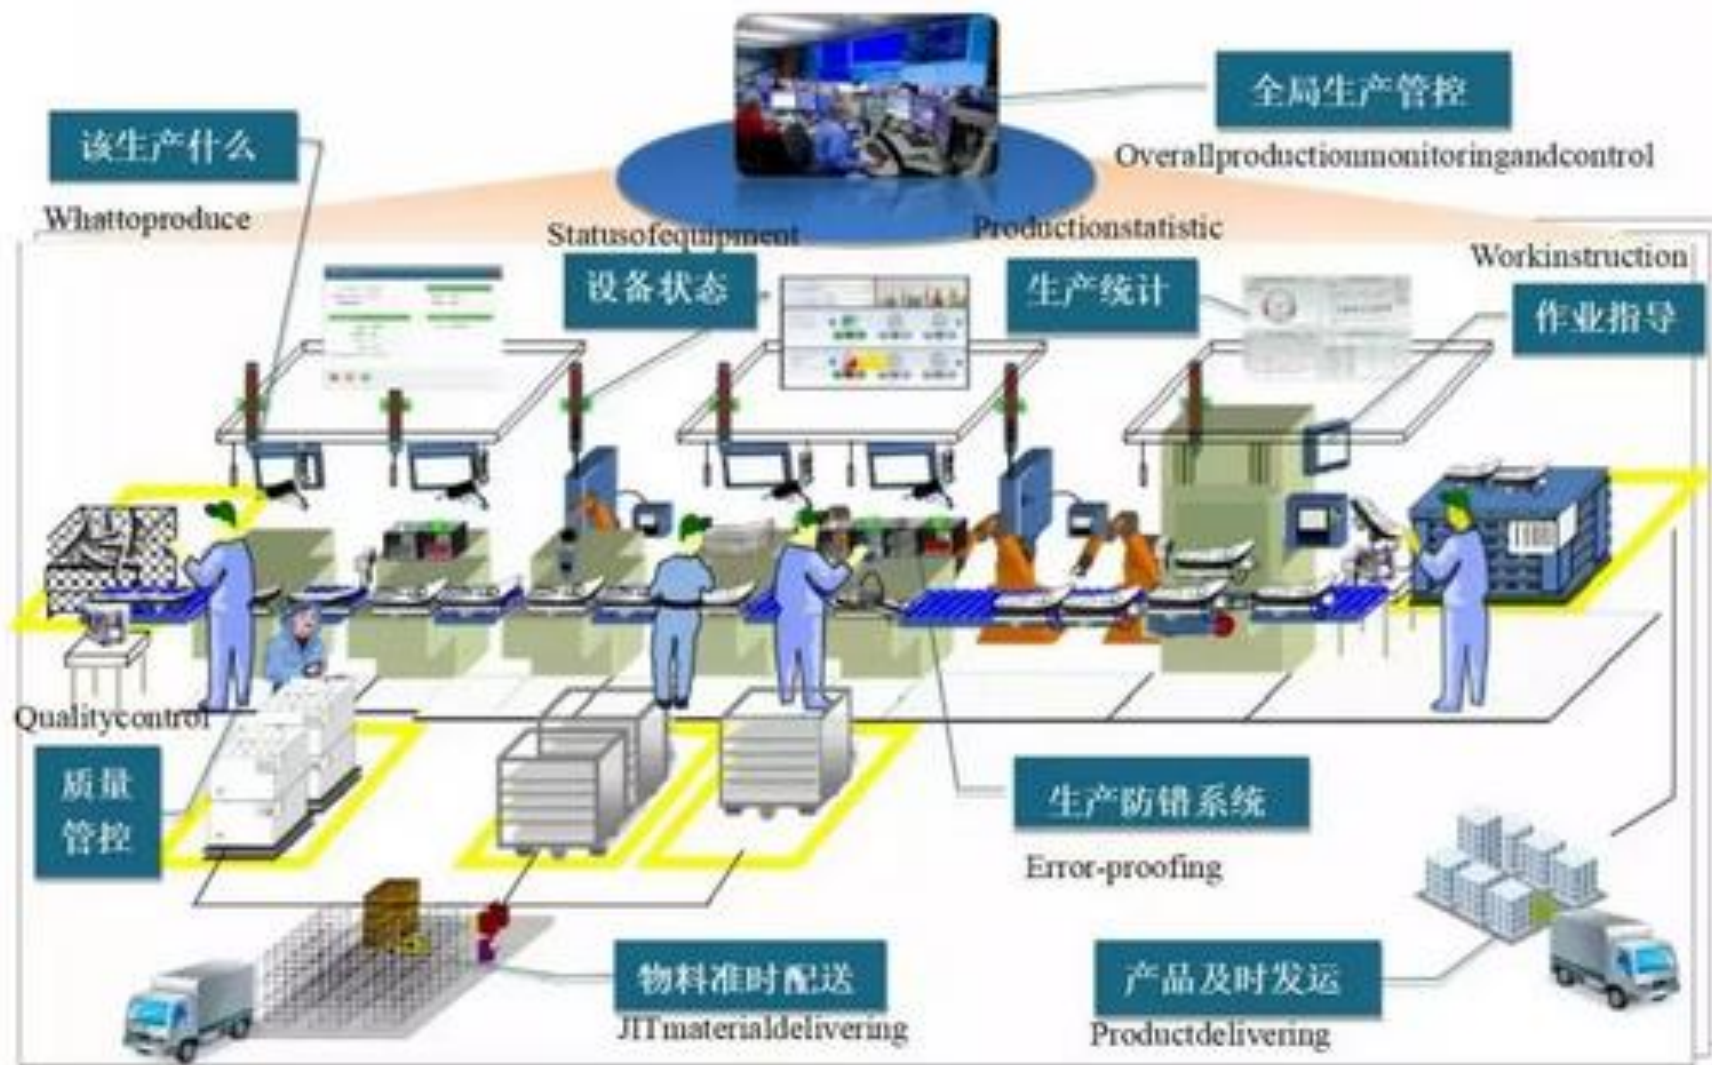 全局生产管控
Overallproductionmonitoringandcontrol
该生产什么
Whattoproduce
Statusofequipment
设备状态
Productionstatistic
生产统计
Workinstruction
作业指导
Qualitycontrol
质量
管控
生产防错系统
Error-proofing
物料准时配送
JITmaterialdelivering
产品及时发运
Productdelivering